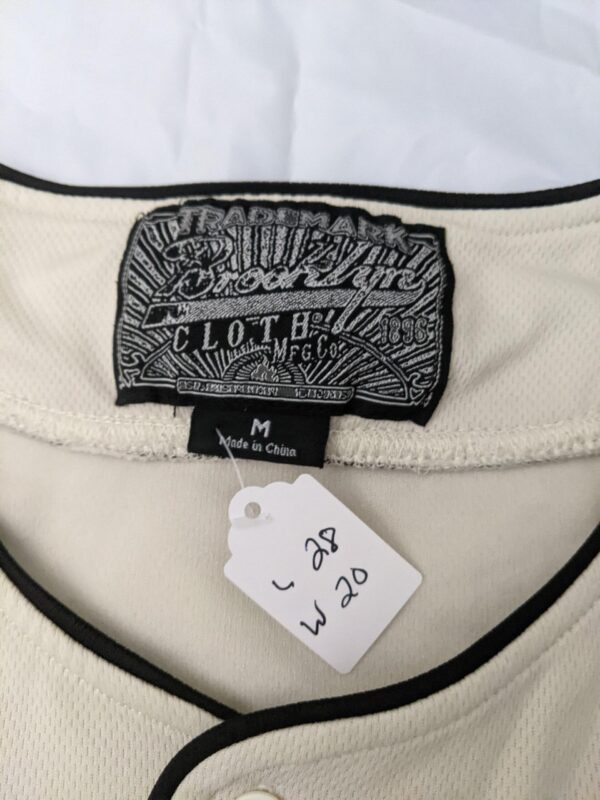 TRADEMARK
Brooklyn
CLOTH
MFG. Co.
1896
M
Made in China
L 28
W 20